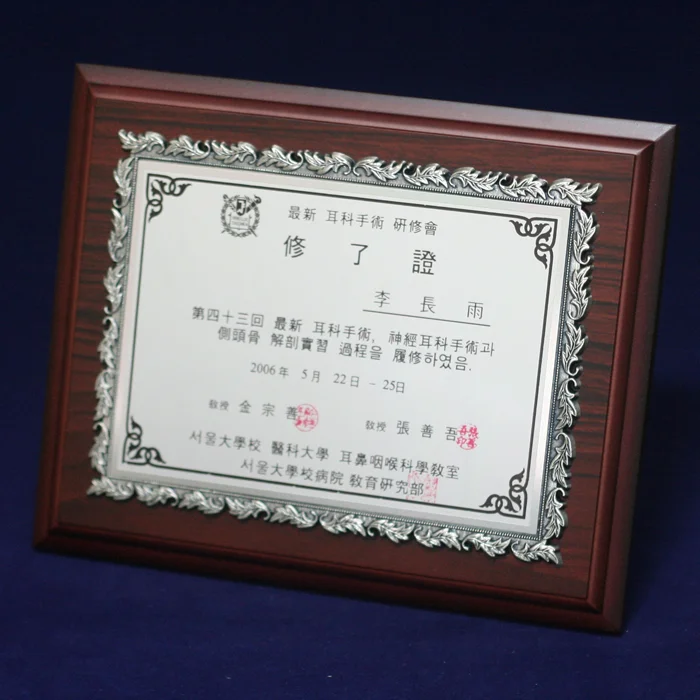 最新 耳科手術 研修會
修了證
李長雨
第四十三回 最新 耳科手術, 神經耳科手術과
側頭骨 解剖實習 過程을 履修하였음.
2006年 5月 22日 ~ 25日
敎授 金宗善
敎授 張善吾
서울大學校 醫科大學 耳鼻咽喉科學敎室
서울大學校病院 敎育硏究部